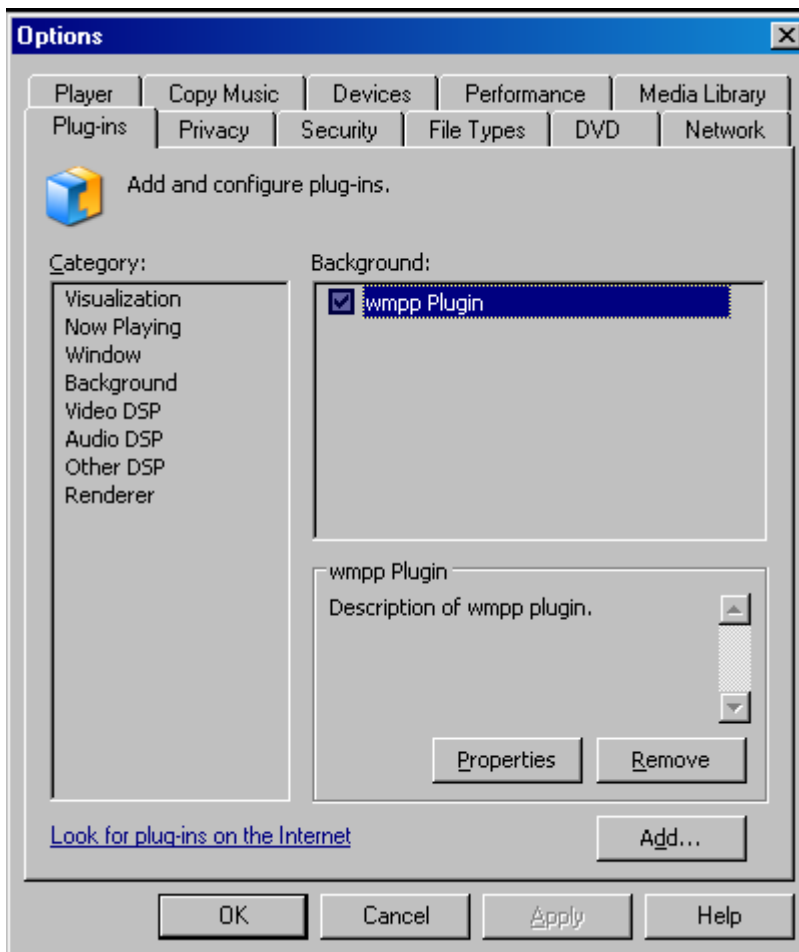 Options
Player Copy Music Devices Performance Media Library
Plug-ins Privacy Security File Types DVD Network
Add and configure plug-ins.
Category:
Visualization
Now Playing
Window
Background
Video DSP
Audio DSP
Other DSP
Renderer
Background:
wmpp Plugin
wmpp Plugin
Description of wmpp plugin.
Properties Remove
Look for plug-ins on the Internet
Add...
OK Cancel Apply Help